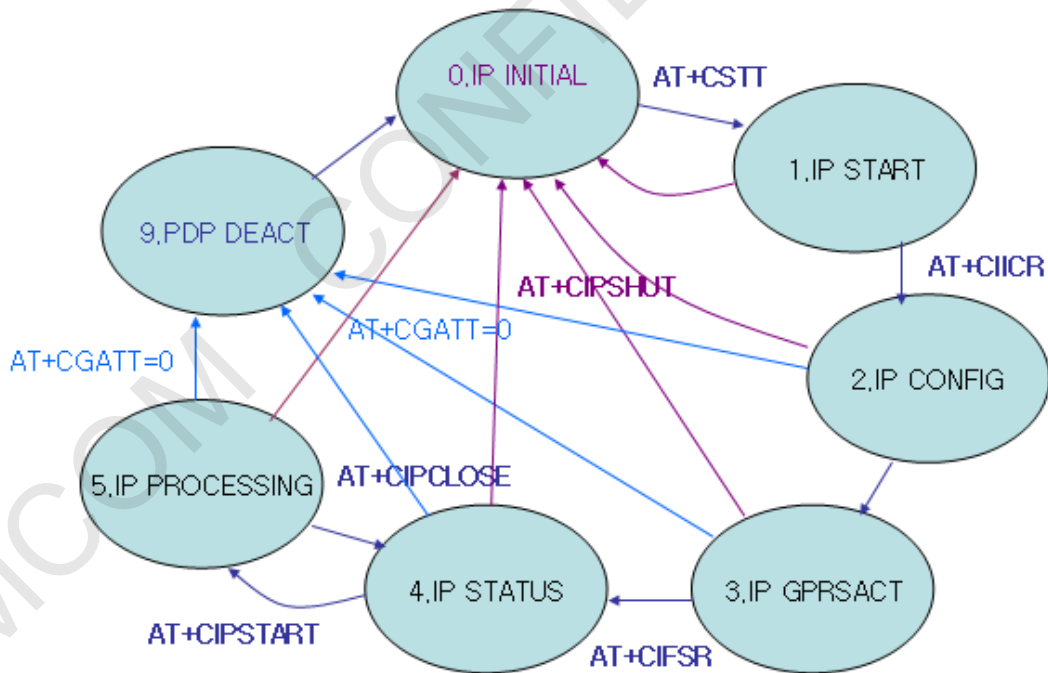 0,IP INITIAL
AT+CSTT
1,IP START
9,PDP DEACT
AT+CIICR
AT+CIPSHUT
AT+CGATT=0
AT+CGATT=0
2,IP CONFIG
5,IP PROCESSING
AT+CIPCLOSE
4,IP STATUS
3,IP GPRSACT
AT+CIPSTART
AT+CIFSR